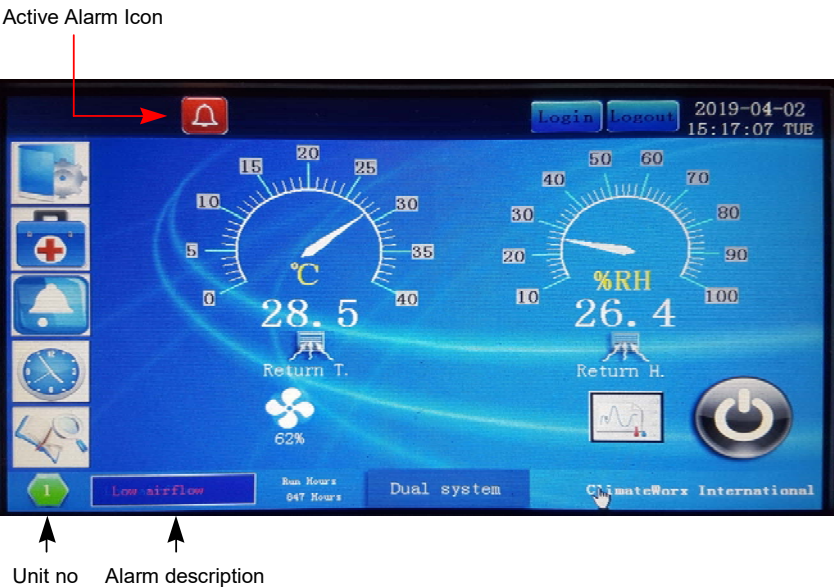 Active Alarm Icon
Login Logout 2019-04-02
15:17:07 TUE
0 5 10 15 20 25 30 35 40
℃
28.5
Return T.
62%
10 20 30 40 50 60 70 80 90 100
%RH
26.4
Return H.
1
Low airflow
Run Hours
847 Hours
Dual system
ClimateWorx International
Unit no
Alarm description